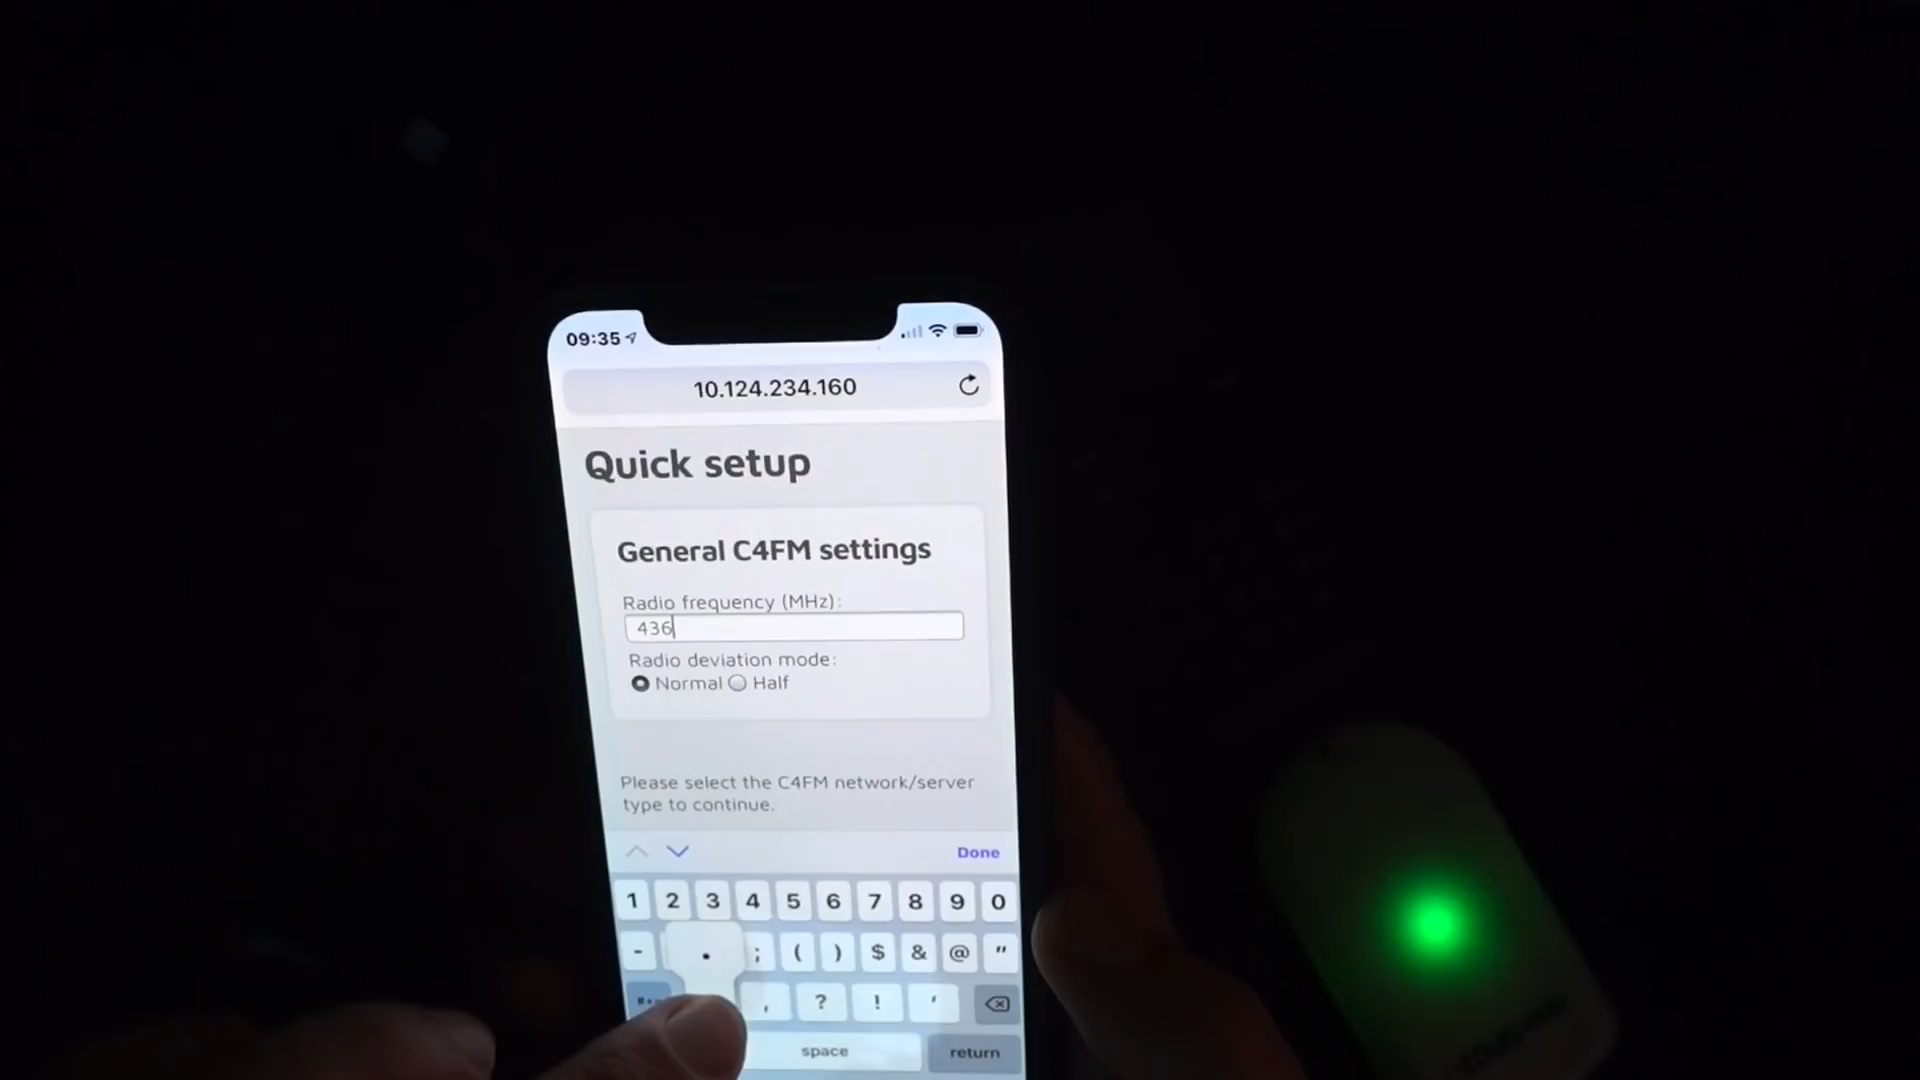 09:35
10.124.234.160
Quick setup
General C4FM settings
Radio frequency (MHz):
436
Radio deviation mode:
Normal Half
Please select the C4FM network/server
type to continue.
Done
1 2 3 4 5 6 7 8 9 0
- . ; ( ) $ & @ "
, ? ! '
space return